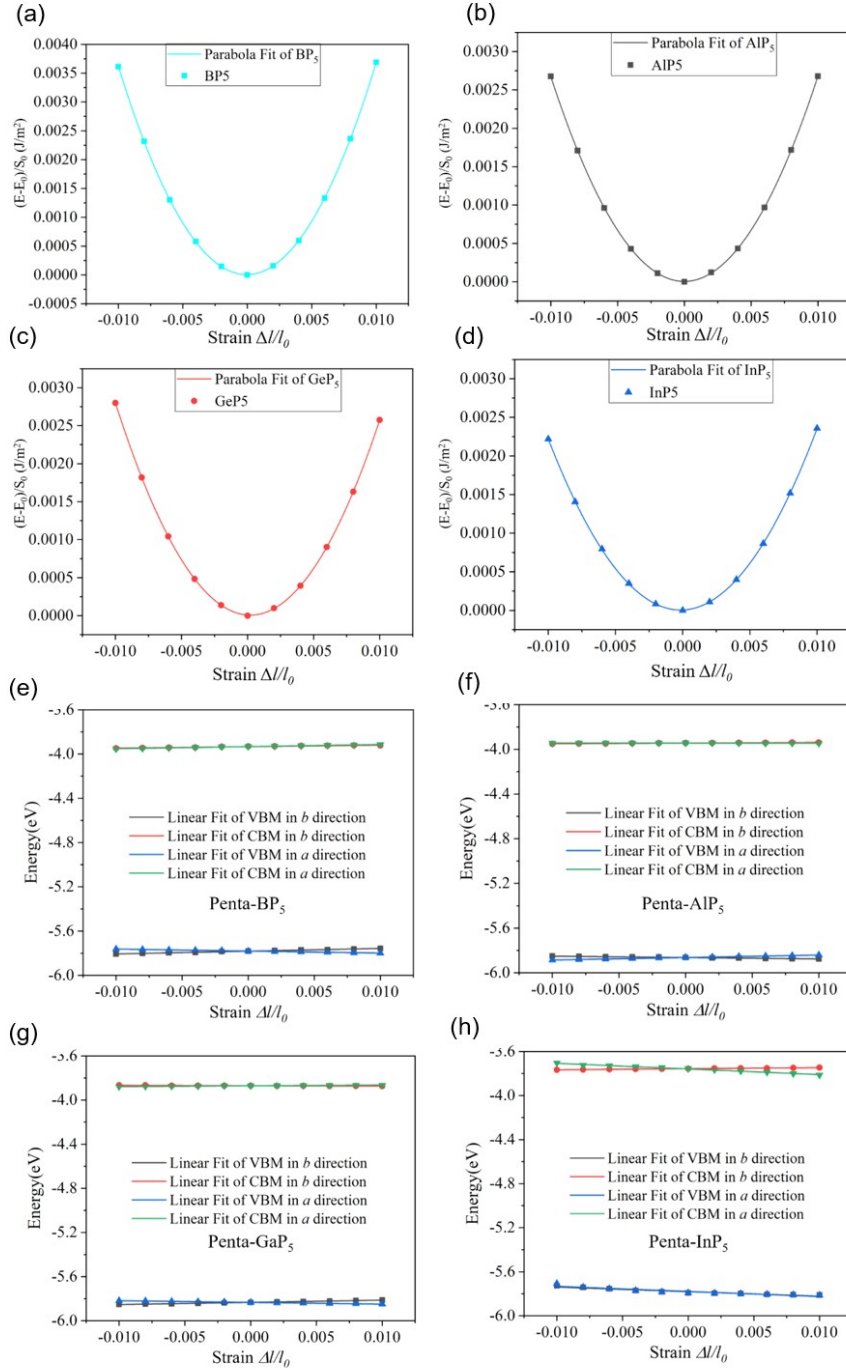 (a)
0.0040
0.0035
0.0030
0.0025
0.0020
0.0015
0.0010
0.0005
0.0000
-0.0005
(E-E₀)/S₀ (J/m²)
Parabola Fit of BP₅
BP5
-0.010 -0.005 0.000 0.005 0.010
Strain Δl/l₀
(b)
0.0030
0.0025
0.0020
0.0015
0.0010
0.0005
0.0000
(E-E₀)/S₀ (J/m²)
Parabola Fit of AlP₅
AlP5
-0.010 -0.005 0.000 0.005 0.010
Strain Δl/l₀
(c)
0.0030
0.0025
0.0020
0.0015
0.0010
0.0005
0.0000
(E-E₀)/S₀ (J/m²)
Parabola Fit of GeP₅
GeP5
-0.010 -0.005 0.000 0.005 0.010
Strain Δl/l₀
(d)
0.0030
0.0025
0.0020
0.0015
0.0010
0.0005
0.0000
(E-E₀)/S₀ (J/m²)
Parabola Fit of InP₅
InP5
-0.010 -0.005 0.000 0.005 0.010
Strain Δl/l₀
(e)
-3.6
-4.0
-4.4
-4.8
-5.2
-5.6
-6.0
Energy(eV)
Linear Fit of VBM in b direction
Linear Fit of CBM in b direction
Linear Fit of VBM in a direction
Linear Fit of CBM in a direction
Penta-BP₅
-0.010 -0.005 0.000 0.005 0.010
Strain Δl/l₀
(f)
-3.6
-4.0
-4.4
-4.8
-5.2
-5.6
-6.0
Energy(eV)
Linear Fit of VBM in b direction
Linear Fit of CBM in b direction
Linear Fit of VBM in a direction
Linear Fit of CBM in a direction
Penta-AlP₅
-0.010 -0.005 0.000 0.005 0.010
Strain Δl/l₀
(g)
-3.6
-4.0
-4.4
-4.8
-5.2
-5.6
-6.0
Energy(eV)
Linear Fit of VBM in b direction
Linear Fit of CBM in b direction
Linear Fit of VBM in a direction
Linear Fit of CBM in a direction
Penta-GaP₅
-0.010 -0.005 0.000 0.005 0.010
Strain Δl/l₀
(h)
-3.6
-4.0
-4.4
-4.8
-5.2
-5.6
-6.0
Energy(eV)
Linear Fit of VBM in b direction
Linear Fit of CBM in b direction
Linear Fit of VBM in a direction
Linear Fit of CBM in a direction
Penta-InP₅
-0.010 -0.005 0.000 0.005 0.010
Strain Δl/l₀